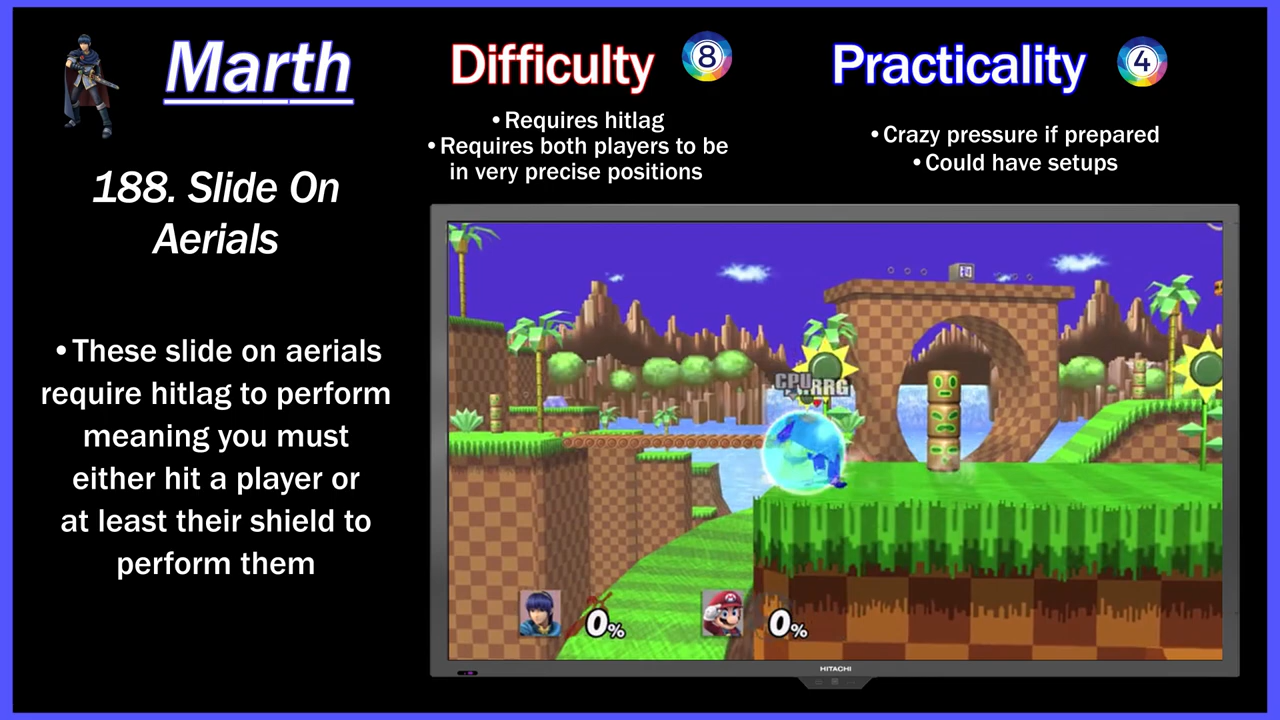 Marth
188. Slide On
Aerials
•These slide on aerials
require hitlag to perform
meaning you must
either hit a player or
at least their shield to
perform them
Difficulty 8
•Requires hitlag
•Requires both players to be
in very precise positions
Practicality 4
•Crazy pressure if prepared
•Could have setups
CPU
0%
0%
HITACHI